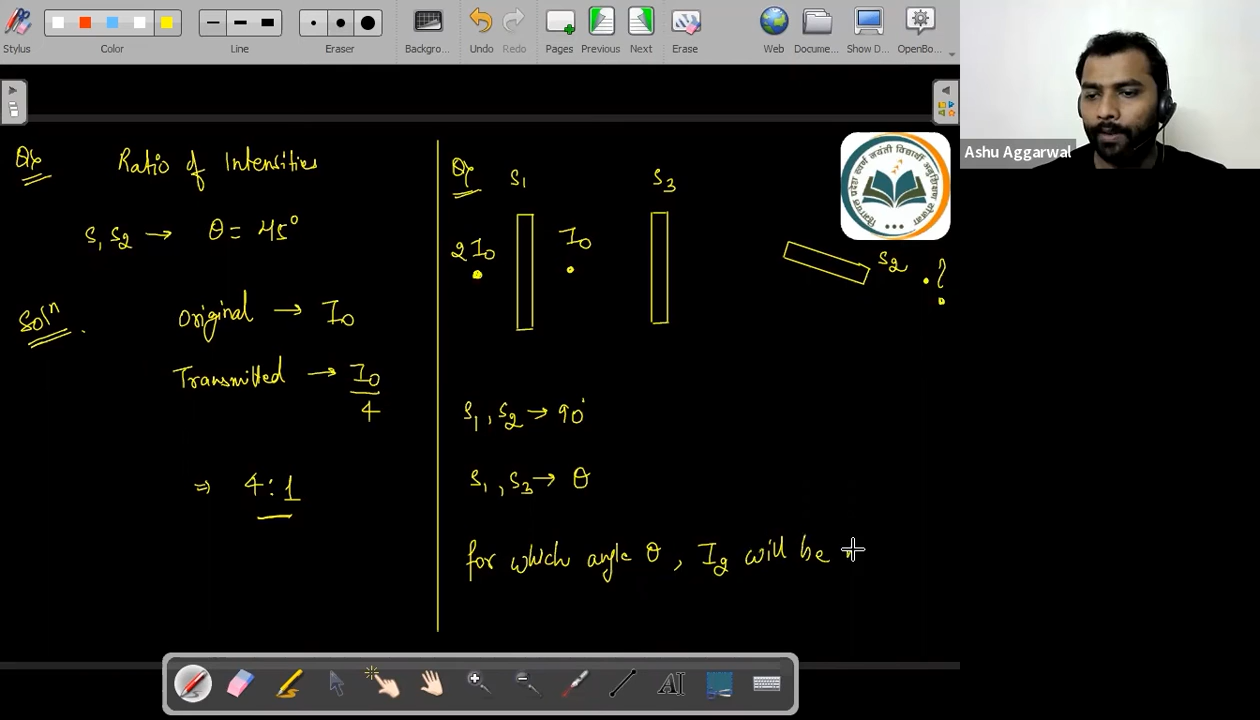 Stylus
Color
Line
Eraser
Backgro...
Undo
Redo
Pages
Previous
Next
Erase
Web
Docume...
Show D...
OpenBo...
Ashu Aggarwal
Qx Ratio of Intensities
S1 S2 → θ = 45°
Soln.
Original → I0
Transmitted → I0/4
⇒ 4:1
Qx S1 S3
2I0 I0 S2 ?
S1, S2 → 90°
S1, S3 → θ
for which angle θ, I2 will be